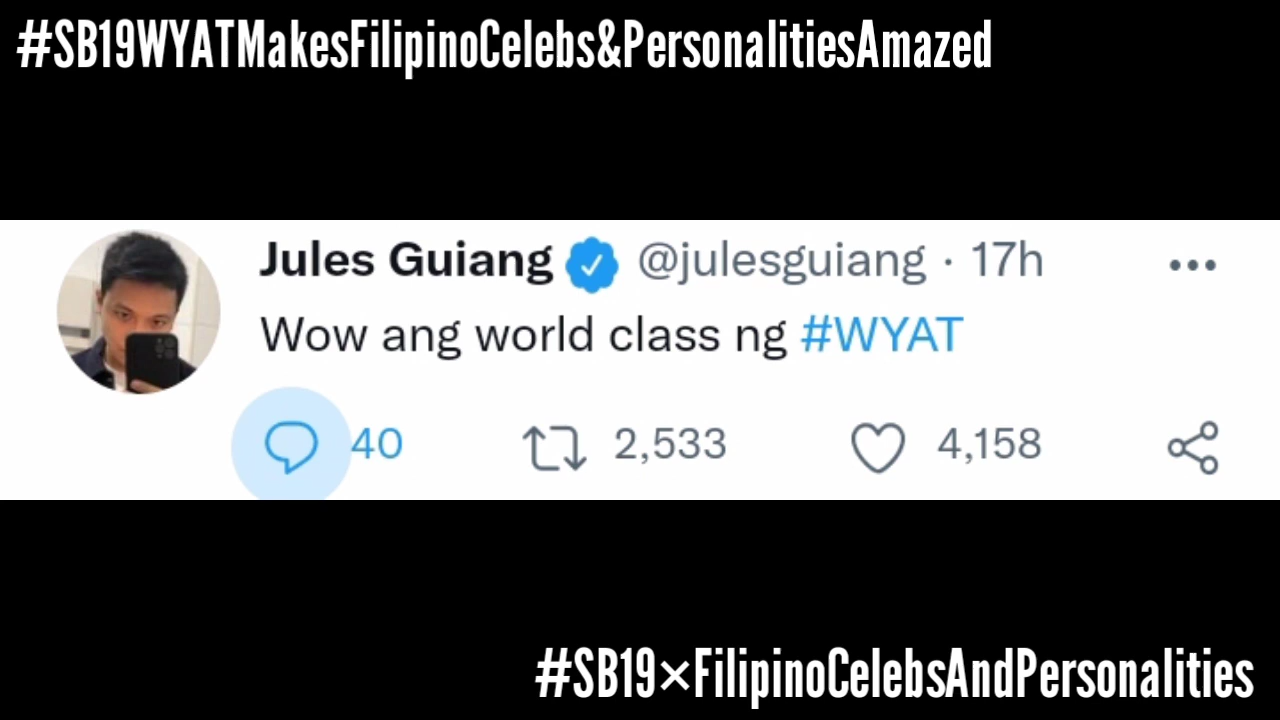 #SB19WYATMakesFilipinoCelebs&PersonalitiesAmazed
Jules Guiang @julesguiang · 17h
Wow ang world class ng #WYAT
40 2,533 4,158
#SB19×FilipinoCelebsAndPersonalities